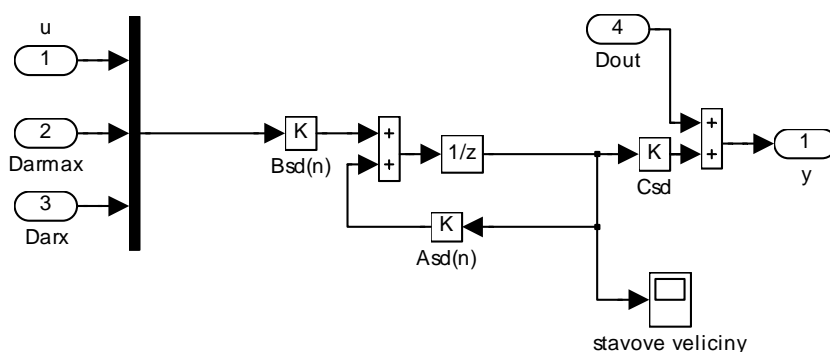 u
1
4
Dout
2
Darmax
K
Bsd(n)
+
+
1/z
K
Csd
+
+
1
y
3
Darx
K
Asd(n)
stavove veliciny